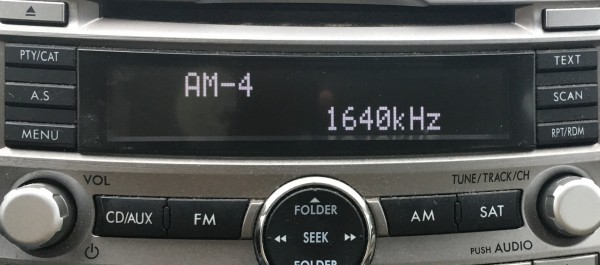 PTY/CAT
A.S
MENU
AM-4
1640kHz
TEXT
SCAN
RPT/RDM
VOL
CD/AUX
FM
FOLDER
SEEK
FOLDER
AM
SAT
TUNE/TRACK/CH
PUSH AUDIO